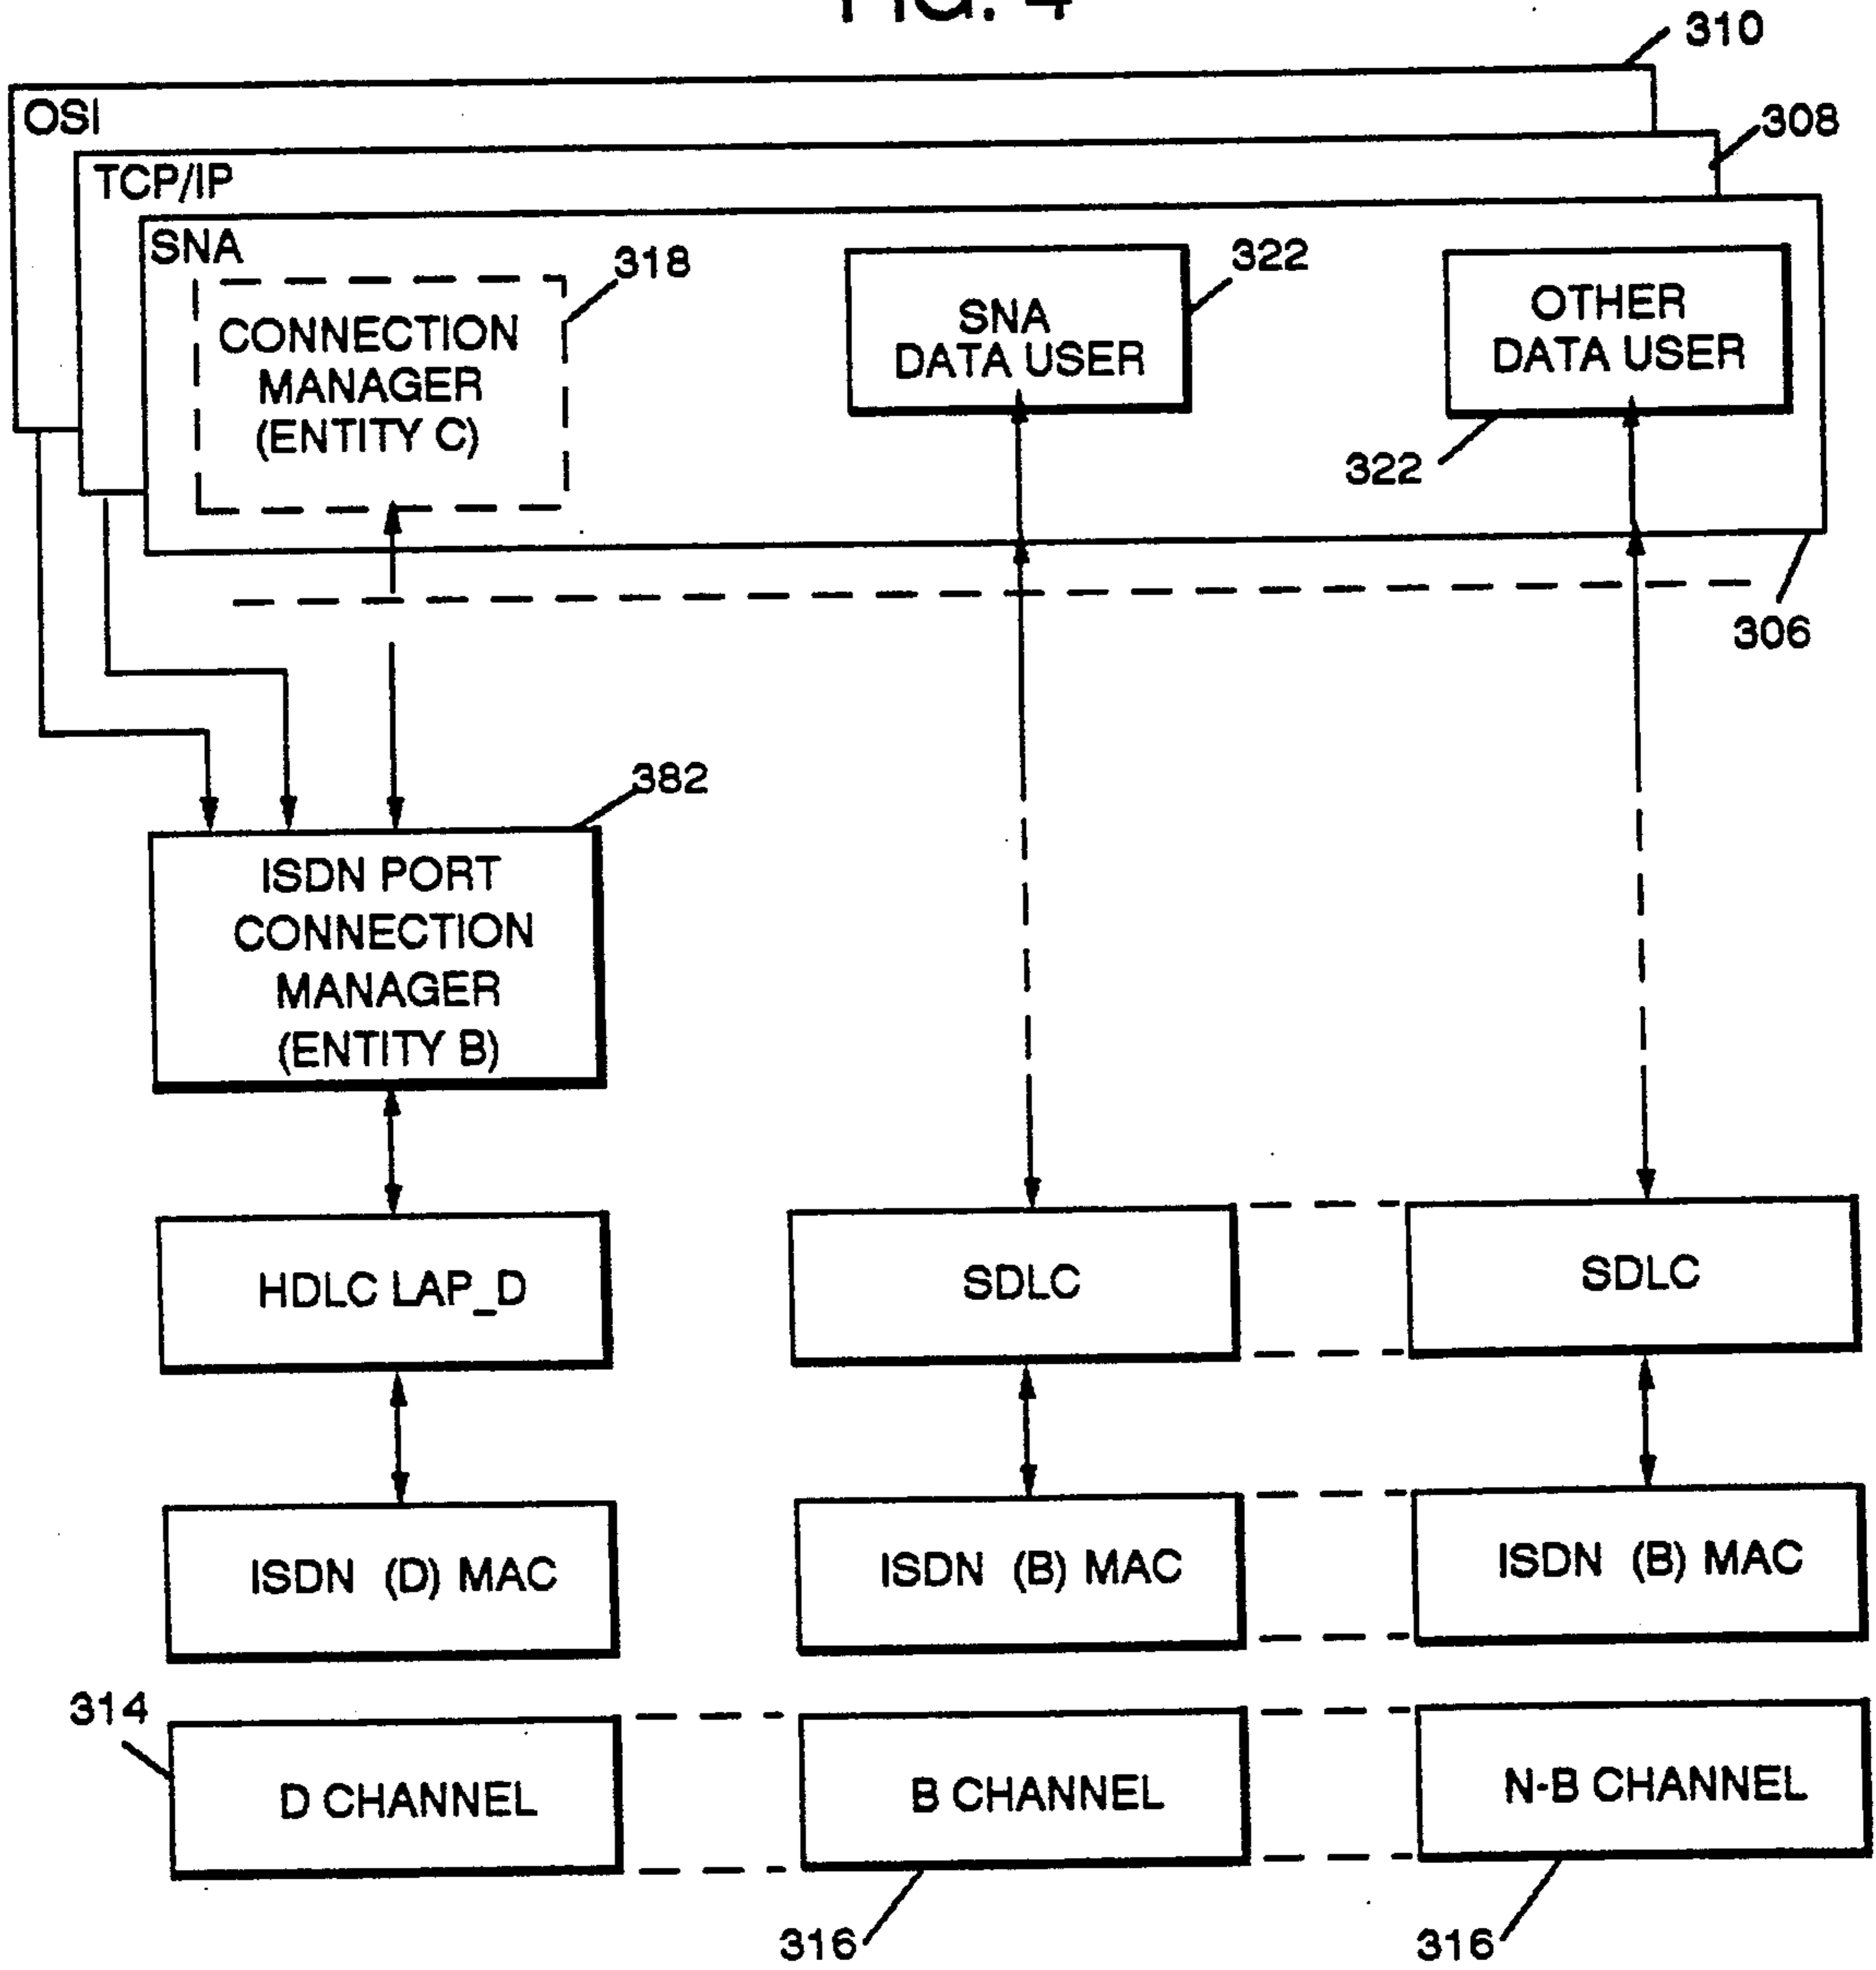 FIG. 4
310
OSI
308
TCP/IP
SNA
318
322
CONNECTION
MANAGER
(ENTITY C)
SNA
DATA USER
OTHER
DATA USER
322
306
382
ISDN PORT
CONNECTION
MANAGER
(ENTITY B)
HDLC LAP_D
SDLC
SDLC
ISDN (D) MAC
ISDN (B) MAC
ISDN (B) MAC
314
D CHANNEL
B CHANNEL
N-B CHANNEL
316
316